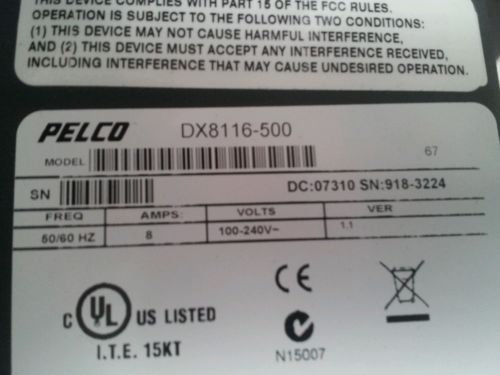 THIS DEVICE COMPLIES WITH PART 15 OF THE FCC RULES.
OPERATION IS SUBJECT TO THE FOLLOWING TWO CONDITIONS:
(1) THIS DEVICE MAY NOT CAUSE HARMFUL INTERFERENCE,
AND (2) THIS DEVICE MUST ACCEPT ANY INTERFERENCE RECEIVED,
INCLUDING INTERFERENCE THAT MAY CAUSE UNDESIRED OPERATION.
PELCO DX8116-500
MODEL 67
SN DC:07310 SN:918-3224
FREQ AMPS: VOLTS VER
50/60 HZ 8 100-240V~ 1.1
C UL US LISTED
I.T.E. 15KT
CE
N15007